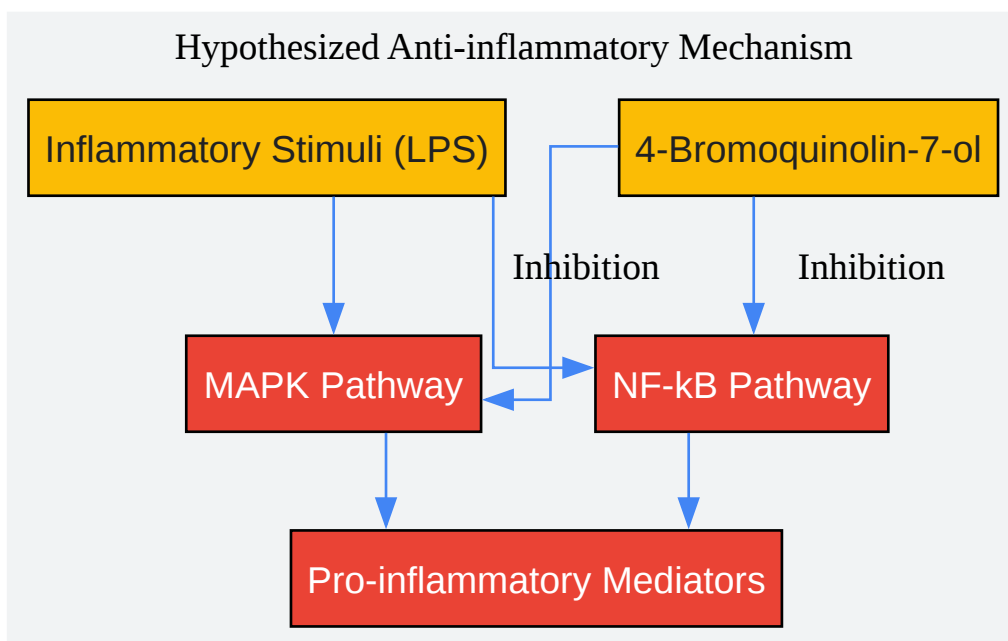 Hypothesized Anti-inflammatory Mechanism
Inflammatory Stimuli (LPS)
4-Bromoquinolin-7-ol
Inhibition
Inhibition
MAPK Pathway
NF-kB Pathway
Pro-inflammatory Mediators